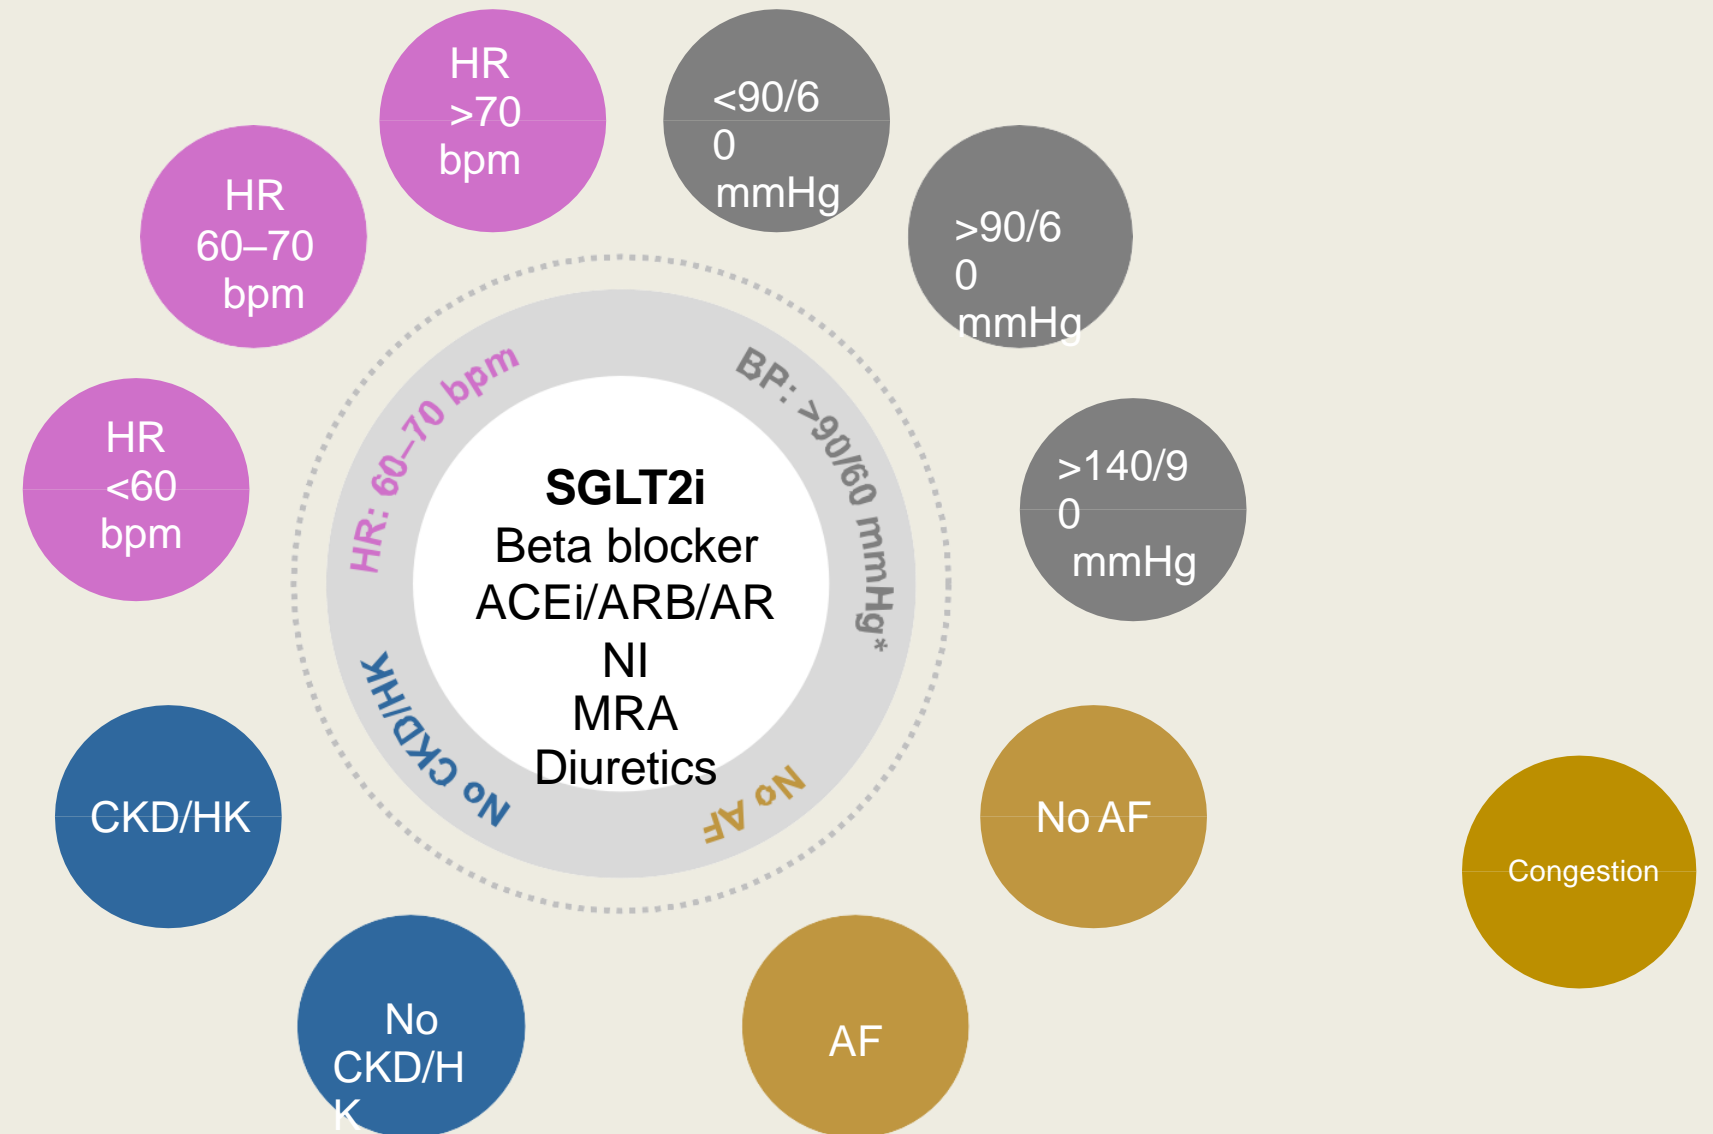 HR
>70
bpm
<90/6
0
mmHg
HR
60–70
bpm
>90/6
0
mmHg
HR
<60
bpm
HR: 60–70 bpm
BP: >90/60 mmHg*
>140/9
0
mmHg
SGLT2i
Beta blocker
ACEi/ARB/AR
NI
MRA
Diuretics
No CKD/HK
No AF
CKD/HK
No AF
Congestion
No
CKD/H
K
AF